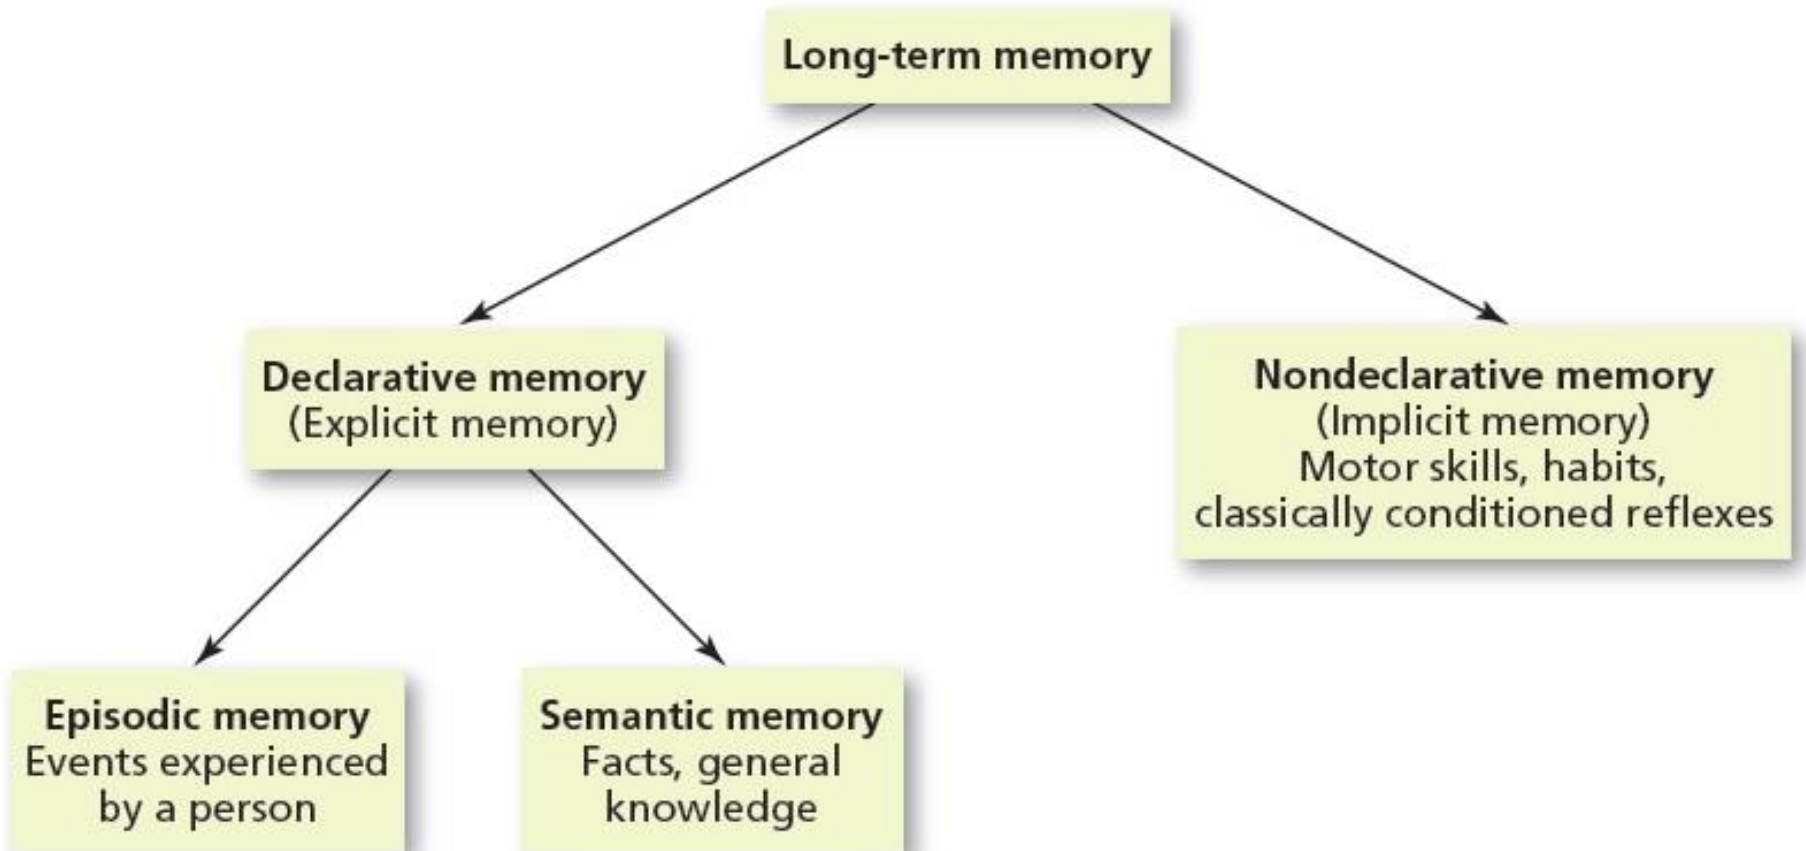 Long-term memory
Declarative memory
(Explicit memory)
Nondeclarative memory
(Implicit memory)
Motor skills, habits,
classically conditioned reflexes
Episodic memory
Events experienced
by a person
Semantic memory
Facts, general
knowledge